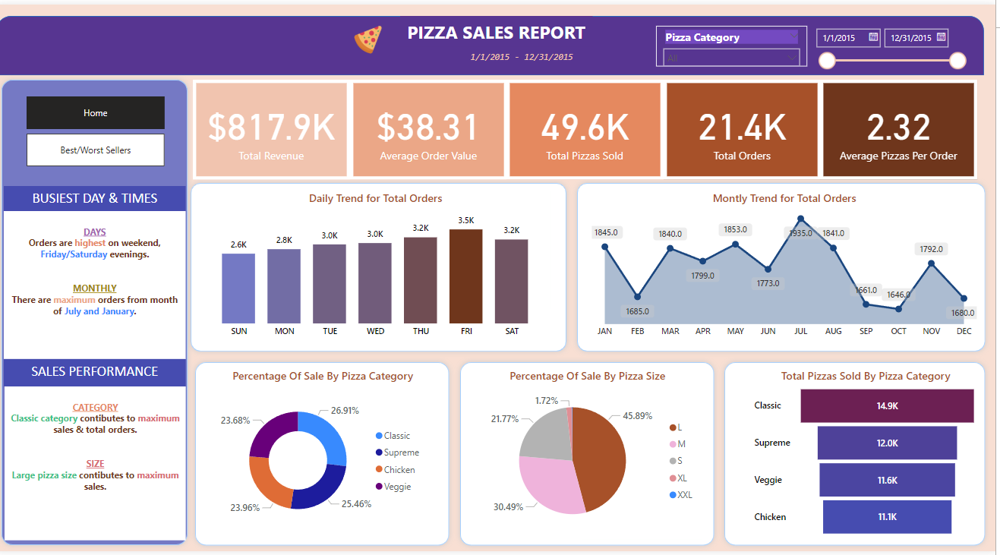 PIZZA SALES REPORT
1/1/2015 - 12/31/2015
Pizza Category
All
1/1/2015
12/31/2015
Home
Best/Worst Sellers
$817.9K
Total Revenue
$38.31
Average Order Value
49.6K
Total Pizzas Sold
21.4K
Total Orders
2.32
Average Pizzas Per Order
BUSIEST DAY & TIMES
DAYS
Orders are highest on weekend,
Friday/Saturday evenings.
MONTHLY
There are maximum orders from month
of July and January.
SALES PERFORMANCE
CATEGORY
Classic category contibutes to maximum
sales & total orders.
SIZE
Large pizza size contibutes to maximum
sales.
Daily Trend for Total Orders
2.6K
2.8K
3.0K
3.0K
3.2K
3.5K
3.2K
SUN MON TUE WED THU FRI SAT
Montly Trend for Total Orders
1845.0
1685.0
1840.0
1799.0
1853.0
1773.0
1935.0
1841.0
1661.0
1646.0
1792.0
1680.0
JAN FEB MAR APR MAY JUN JUL AUG SEP OCT NOV DEC
Percentage Of Sale By Pizza Category
26.91%
25.46%
23.96%
23.68%
Classic
Supreme
Chicken
Veggie
Percentage Of Sale By Pizza Size
1.72%
45.89%
21.77%
30.49%
L
M
S
XL
XXL
Total Pizzas Sold By Pizza Category
Classic 14.9K
Supreme 12.0K
Veggie 11.6K
Chicken 11.1K